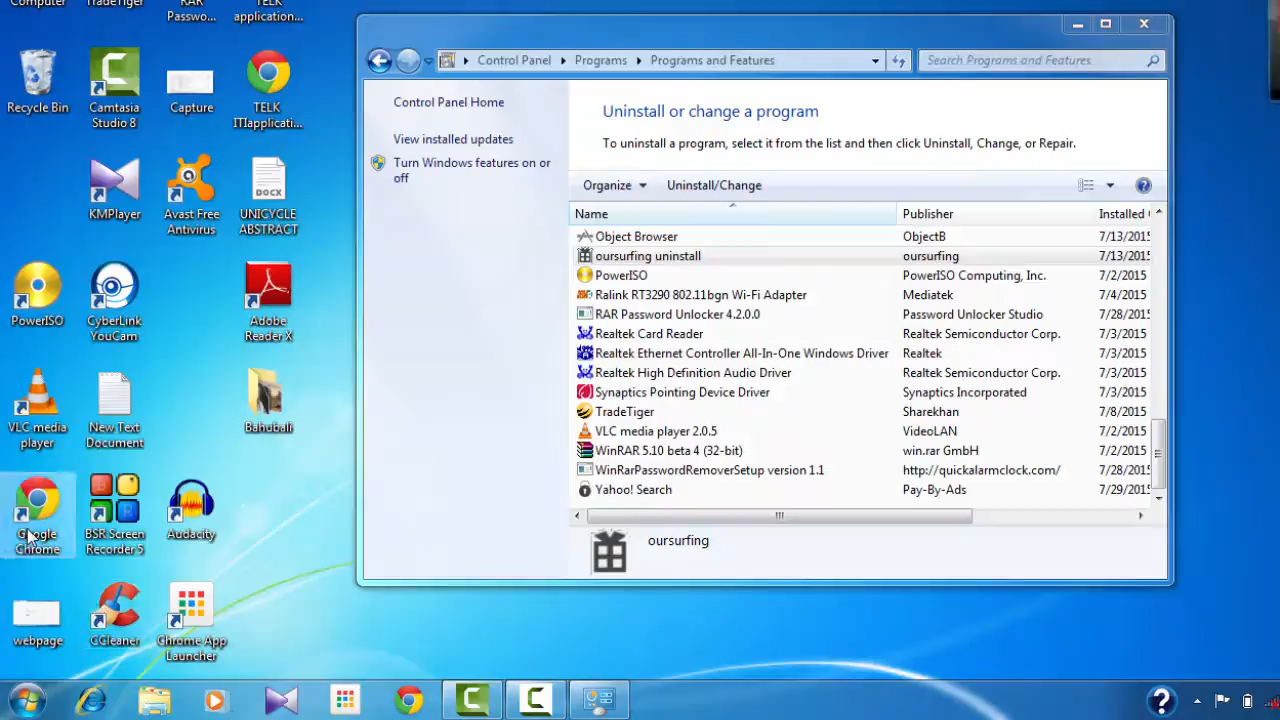 Computer
TradeTiger
RAR
Passwo...
TELK
application...
Recycle Bin
Camtasia
Studio 8
Capture
TELK
ITIapplicati...
KMPlayer
Avast Free
Antivirus
DOCX
UNICYCLE
ABSTRACT
PowerISO
CyberLink
YouCam
Adobe
Reader X
VLC media
player
New Text
Document
Bahubali
Google
Chrome
BSR Screen
Recorder 5
Audacity
webpage
CCleaner
Chrome App
Launcher
Control Panel
Programs
Programs and Features
Search Programs and Features
Control Panel Home
View installed updates
Turn Windows features on or
off
Uninstall or change a program
To uninstall a program, select it from the list and then click Uninstall, Change, or Repair.
Organize
Uninstall/Change
Name Publisher Installed
Object Browser ObjectB 7/13/2015
oursurfing uninstall oursurfing 7/13/2015
PowerISO PowerISO Computing, Inc. 7/2/2015
Ralink RT3290 802.11bgn Wi-Fi Adapter Mediatek 7/4/2015
RAR Password Unlocker 4.2.0.0 Password Unlocker Studio 7/28/2015
Realtek Card Reader Realtek Semiconductor Corp. 7/3/2015
Realtek Ethernet Controller All-In-One Windows Driver Realtek 7/3/2015
Realtek High Definition Audio Driver Realtek Semiconductor Corp. 7/3/2015
Synaptics Pointing Device Driver Synaptics Incorporated 7/3/2015
TradeTiger Sharekhan 7/8/2015
VLC media player 2.0.5 VideoLAN 7/2/2015
WinRAR 5.10 beta 4 (32-bit) win.rar GmbH 7/2/2015
WinRarPasswordRemoverSetup version 1.1 http://quickalarmclock.com/ 7/28/2015
Yahoo! Search Pay-By-Ads 7/29/2015
oursurfing